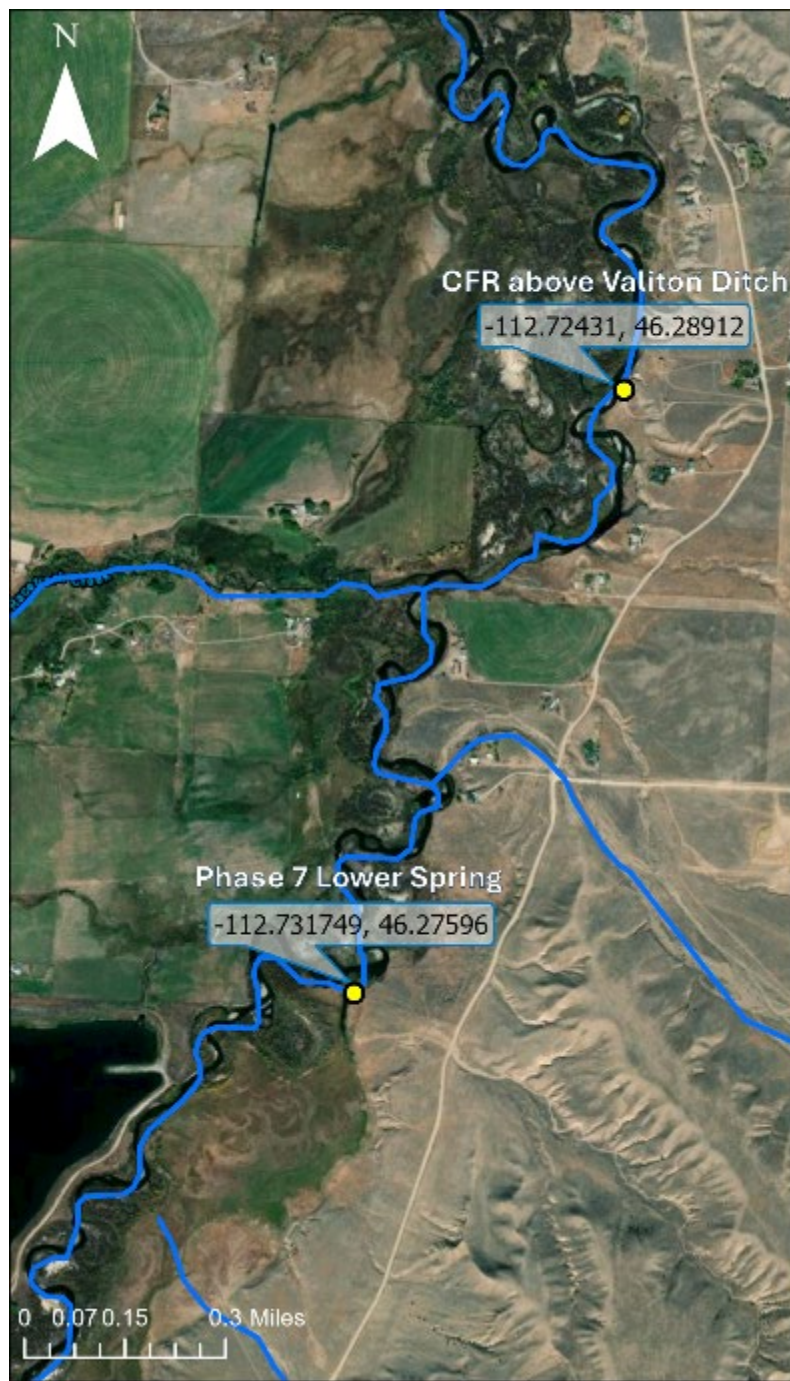 N
CFR above Valiton Ditch
-112.72431, 46.28912
Phase 7 Lower Spring
-112.731749, 46.27596
0 0.07 0.15 0.3 Miles